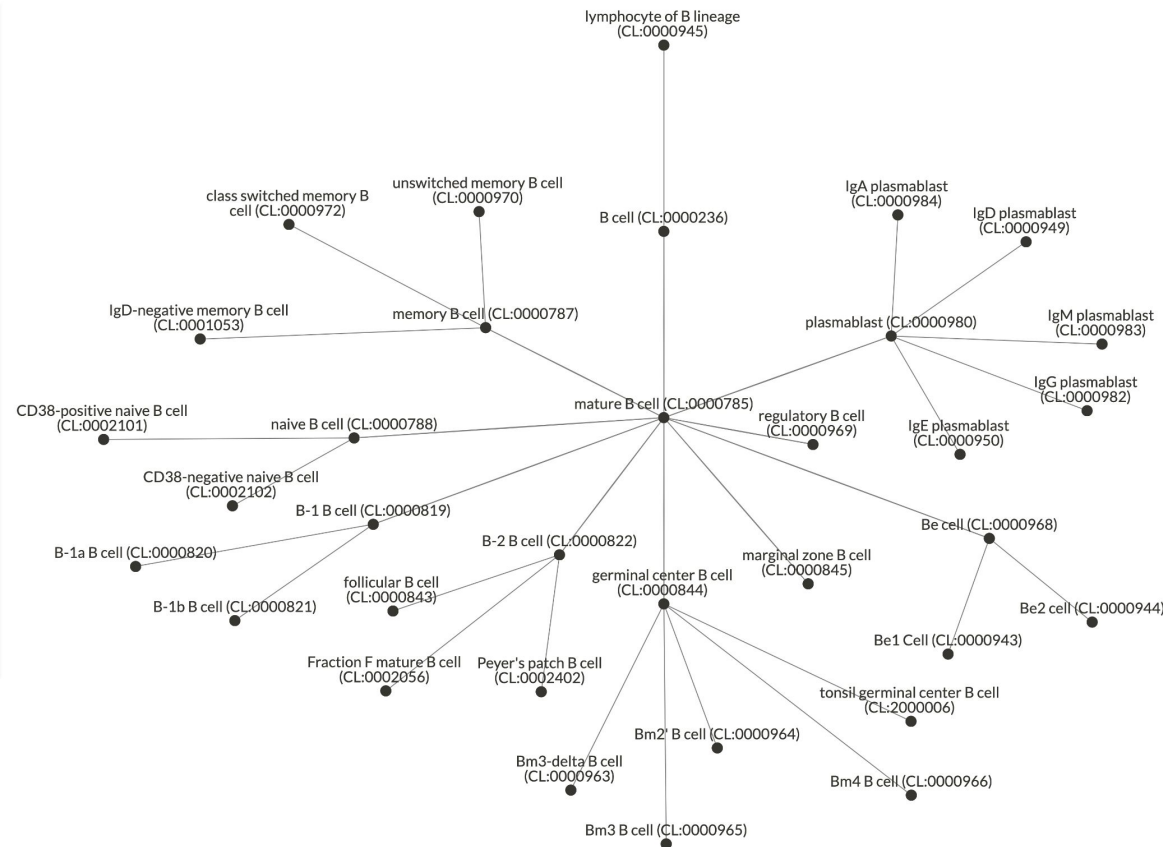 lymphocyte of B lineage
(CL:0000945)
unswitched memory B cell
(CL:0000970)
class switched memory B
cell (CL:0000972)
IgA plasmablast
(CL:0000984)
IgD plasmablast
(CL:0000949)
B cell (CL:0000236)
IgD-negative memory B cell
(CL:0001053)
memory B cell (CL:0000787)
plasmablast (CL:0000980)
IgM plasmablast
(CL:0000983)
IgG plasmablast
(CL:0000982)
mature B cell (CL:0000785)
CD38-positive naive B cell
(CL:0002101)
naive B cell (CL:0000788)
regulatory B cell
(CL:0000969)
IgE plasmablast
(CL:0000950)
CD38-negative naive B cell
(CL:0002102)
B-1 B cell (CL:0000819)
Be cell (CL:0000968)
B-1a B cell (CL:0000820)
B-2 B cell (CL:0000822)
marginal zone B cell
(CL:0000845)
follicular B cell
(CL:0000843)
germinal center B cell
(CL:0000844)
B-1b B cell (CL:0000821)
Be2 cell (CL:0000944)
Be1 Cell (CL:0000943)
Fraction F mature B cell
(CL:0002056)
Peyer's patch B cell
(CL:0002402)
tonsil germinal center B cell
(CL:2000006)
Bm2' B cell (CL:0000964)
Bm3-delta B cell
(CL:0000963)
Bm4 B cell (CL:0000966)
Bm3 B cell (CL:0000965)